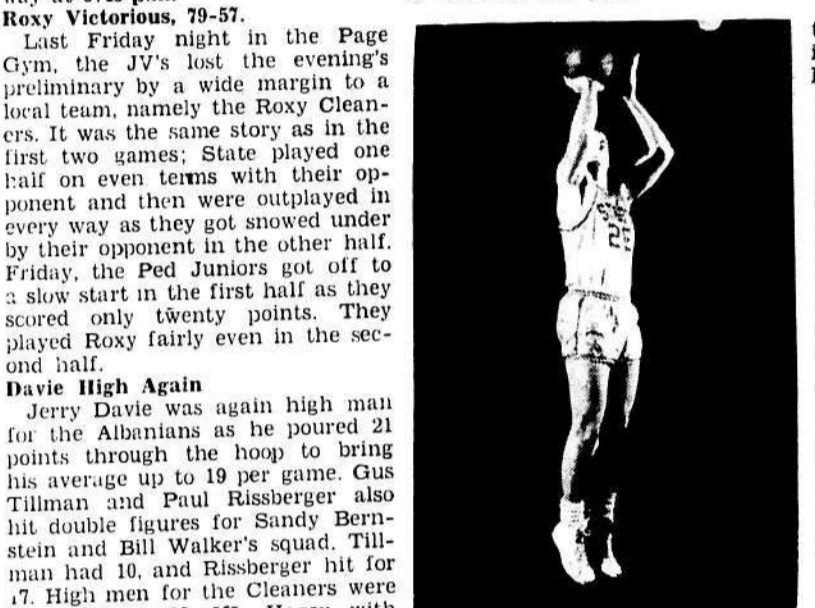 Roxy Victorious, 79-57.
Last Friday night in the Page
Gym, the JV's lost the evening's
preliminary by a wide margin to a
local team, namely the Roxy Clean-
ers. It was the same story as in the
first two games; State played one
half on even terms with their op-
ponent and then were outplayed in
every way as they got snowed under
by their opponent in the other half.
Friday, the Ped Juniors got off to
a slow start in the first half as they
scored only twenty points. They
played Roxy fairly even in the sec-
ond half.
Davie High Again
Jerry Davie was again high man
for the Albanians as he poured 21
points through the hoop to bring
his average up to 19 per game. Gus
Tillman and Paul Rissberger also
hit double figures for Sandy Bern-
stein and Bill Walker's squad. Till-
man had 10, and Rissberger hit for
17. High men for the Cleaners were
with